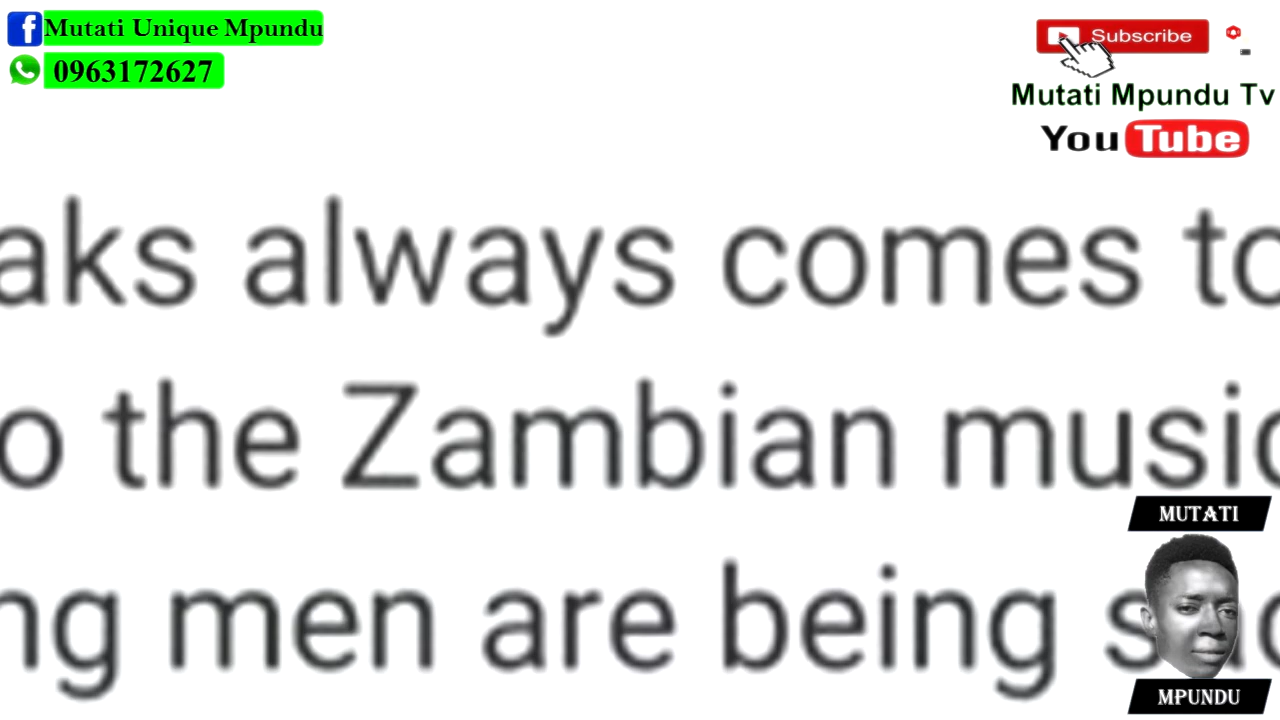 Mutati Unique Mpundu
0963172627
Subscribe
Mutati Mpundu Tv
YouTube
aks always comes to
o the Zambian music
ng men are being
MUTATI
MPUNDU